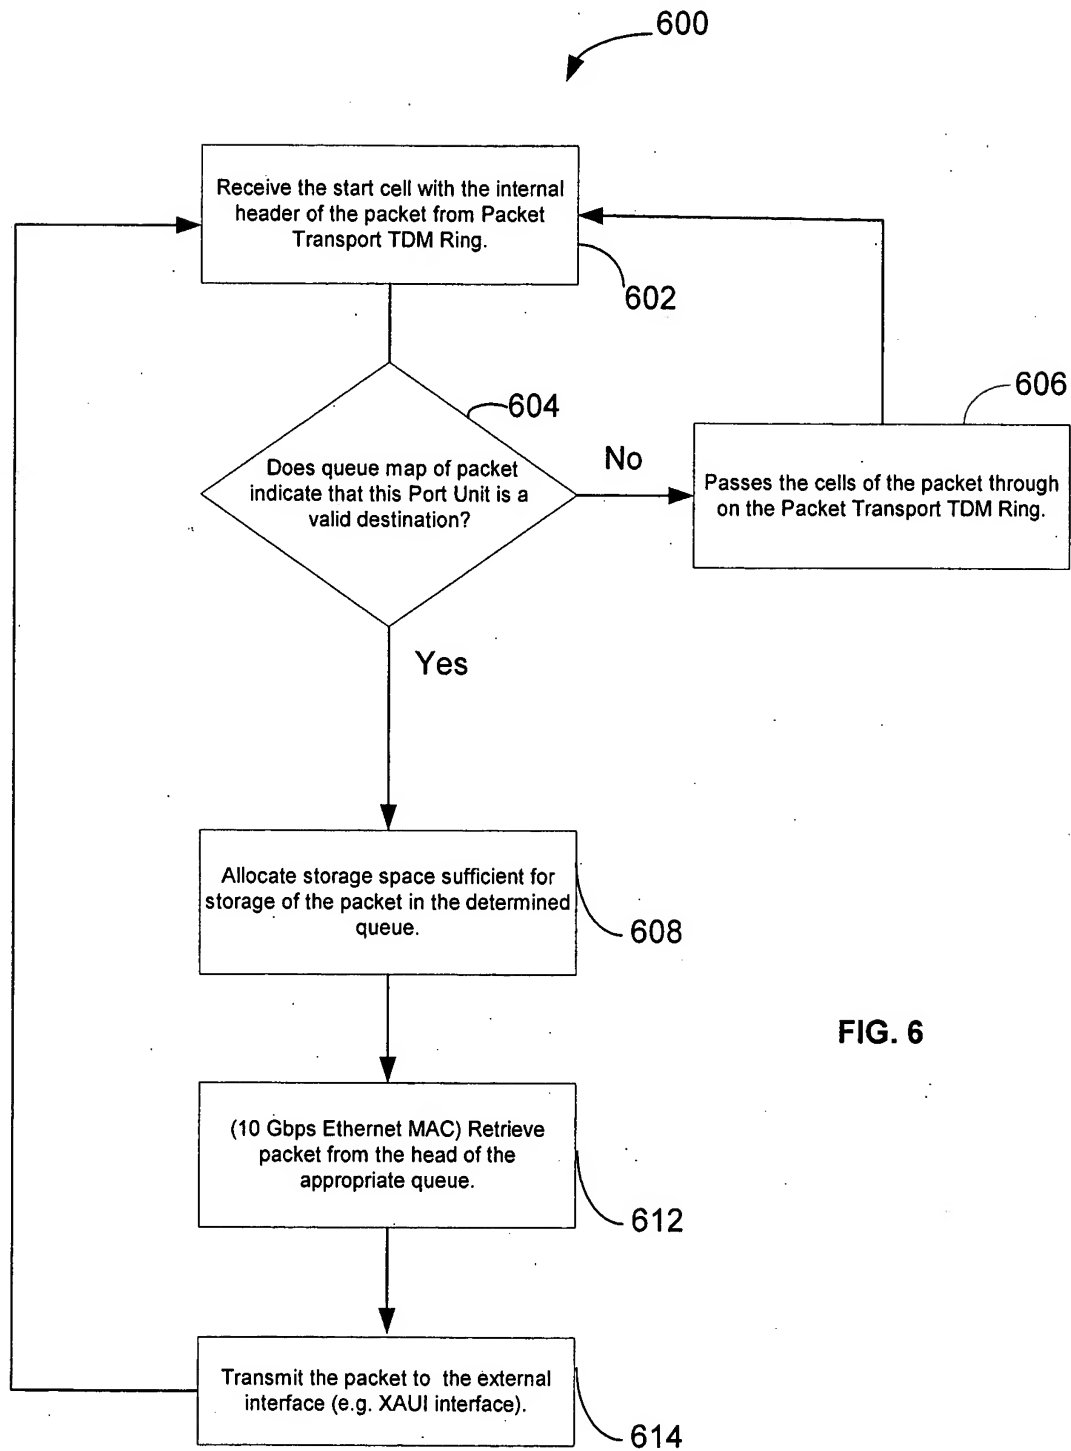 600
Receive the start cell with the internal
header of the packet from Packet
Transport TDM Ring.
602
604
Does queue map of packet
indicate that this Port Unit is a
valid destination?
No
606
Passes the cells of the packet through
on the Packet Transport TDM Ring.
Yes
Allocate storage space sufficient for
storage of the packet in the determined
queue.
608
FIG. 6
(10 Gbps Ethernet MAC) Retrieve
packet from the head of the
appropriate queue.
612
Transmit the packet to the external
interface (e.g. XAUI interface).
614